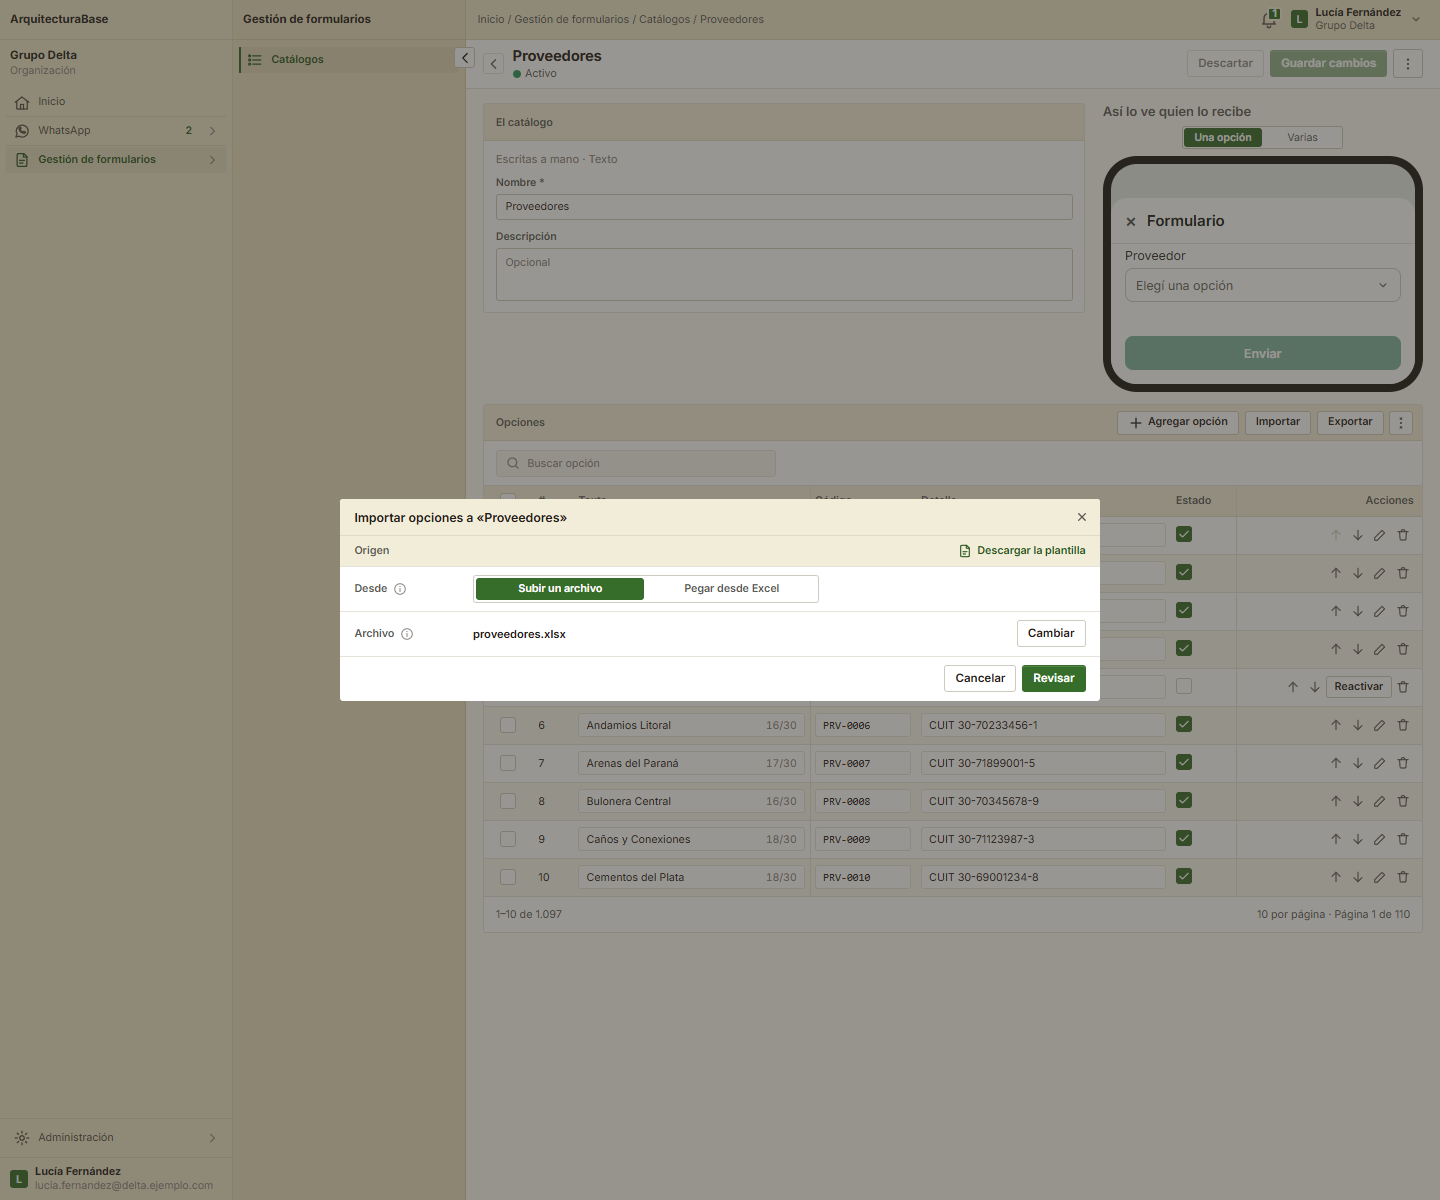 ArquitecturaBase
Gestión de formularios
Inicio / Gestión de formularios / Catálogos / Proveedores
1
L
Lucía Fernández
Grupo Delta
Grupo Delta
Organización
Inicio
WhatsApp 2
Gestión de formularios
Catálogos
Proveedores
Activo
Descartar
Guardar cambios
El catálogo
Escritas a mano · Texto
Nombre *
Proveedores
Descripción
Opcional
Así lo ve quien lo recibe
Una opción Varias
Formulario
Proveedor
Elegí una opción
Enviar
Opciones
Agregar opción
Importar
Exportar
Buscar opción
Estado Acciones
Importar opciones a «Proveedores»
Origen
Descargar la plantilla
Desde
Subir un archivo Pegar desde Excel
Archivo
proveedores.xlsx
Cambiar
Cancelar
Revisar
Reactivar
6 Andamios Litoral 16/30 PRV-0006 CUIT 30-70233456-1
7 Arenas del Paraná 17/30 PRV-0007 CUIT 30-71899001-5
8 Bulonera Central 16/30 PRV-0008 CUIT 30-70345678-9
9 Caños y Conexiones 18/30 PRV-0009 CUIT 30-71123987-3
10 Cementos del Plata 18/30 PRV-0010 CUIT 30-69001234-8
1–10 de 1.097
10 por página · Página 1 de 110
Administración
L
Lucía Fernández
lucia.fernandez@delta.ejemplo.com